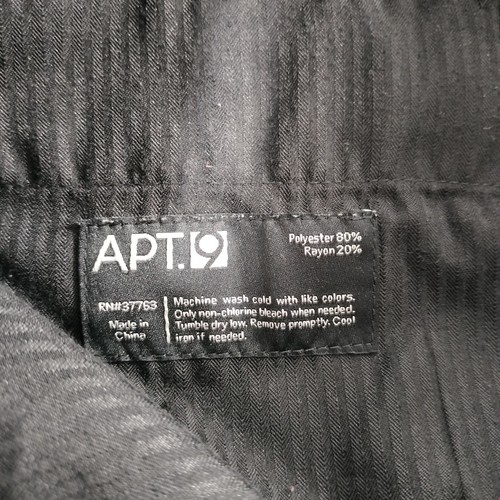 APT.9
Polyester 80%
Rayon 20%
RN#37763
Made in
China
Machine wash cold with like colors.
Only non-chlorine bleach when needed.
Tumble dry low. Remove promptly. Cool
iron if needed.